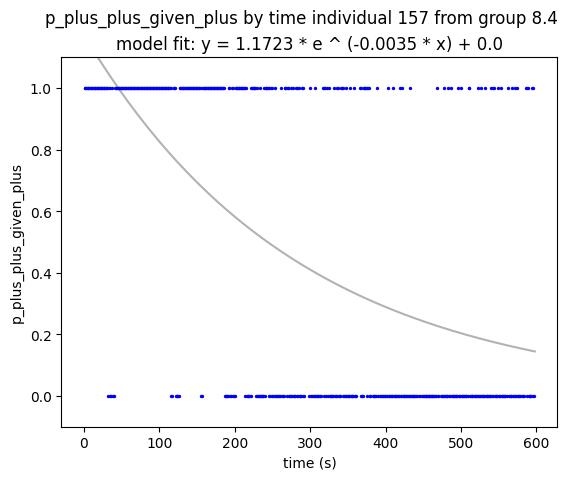 p_plus_plus_given_plus by time individual 157 from group 8.4
model fit: y = 1.1723 * e ^ (-0.0035 * x) + 0.0
1.0
0.8
0.6
0.4
0.2
0.0
p_plus_plus_given_plus
0 100 200 300 400 500 600
time (s)